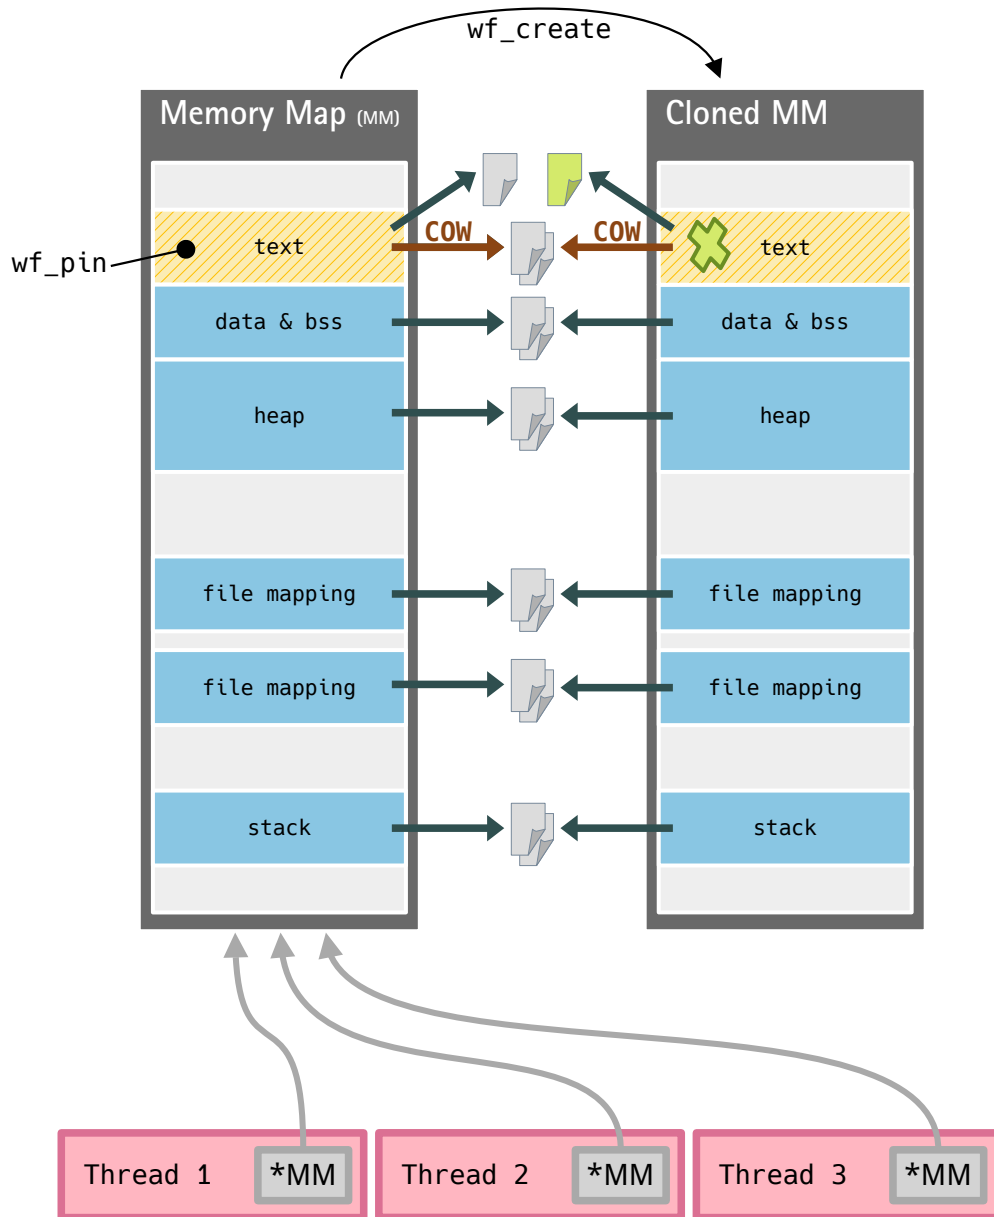 wf_create
Memory Map (MM)
Cloned MM
COW
COW
text
text
wf_pin
data & bss
data & bss
heap
heap
file mapping
file mapping
file mapping
file mapping
stack
stack
Thread 1
*MM
Thread 2
*MM
Thread 3
*MM